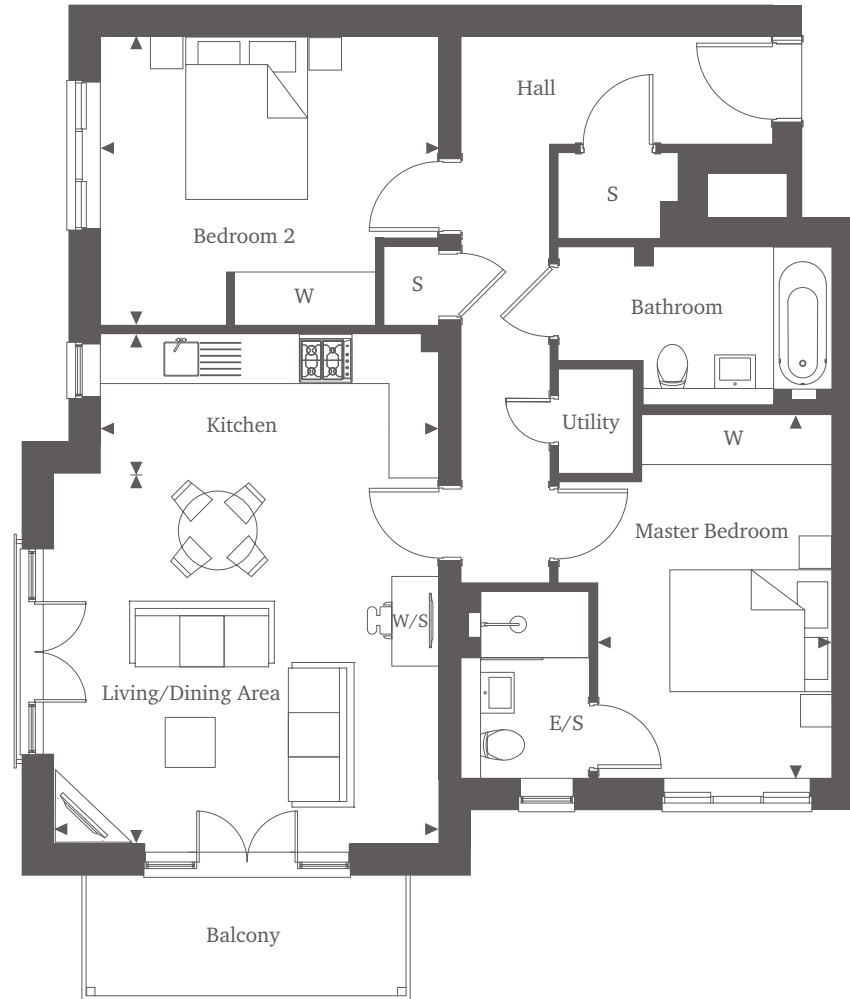 Hall
S
Bedroom 2
S
W
Bathroom
Kitchen
Utility
W
Master Bedroom
W/S
Living/Dining Area
E/S
Balcony